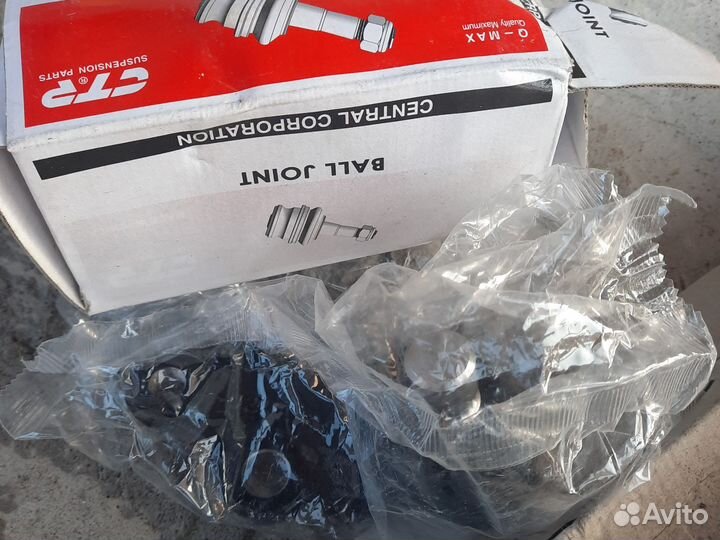 Q-MAX
Quality Maximum
CTR®
SUSPENSION PARTS
CENTRAL CORPORATION
BALL JOINT
JOINT
Avito